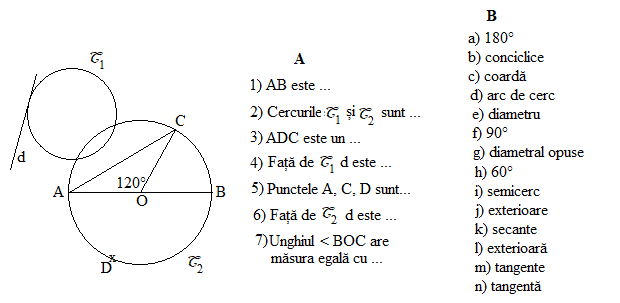 𝒞1
C
d
120°
A
O
B
D
x
𝒞2
A
1) AB este ...
2) Cercurile: 𝒞1 și 𝒞2 sunt ...
3) ADC este un ...
4) Față de 𝒞1 d este ...
5) Punctele A, C, D sunt...
6) Față de 𝒞2 d este ...
7)Unghiul < BOC are
măsura egală cu ...
B
a) 180°
b) conciclice
c) coardă
d) arc de cerc
e) diametru
f) 90°
g) diametral opuse
h) 60°
i) semicerc
j) exterioare
k) secante
l) exterioară
m) tangente
n) tangentă